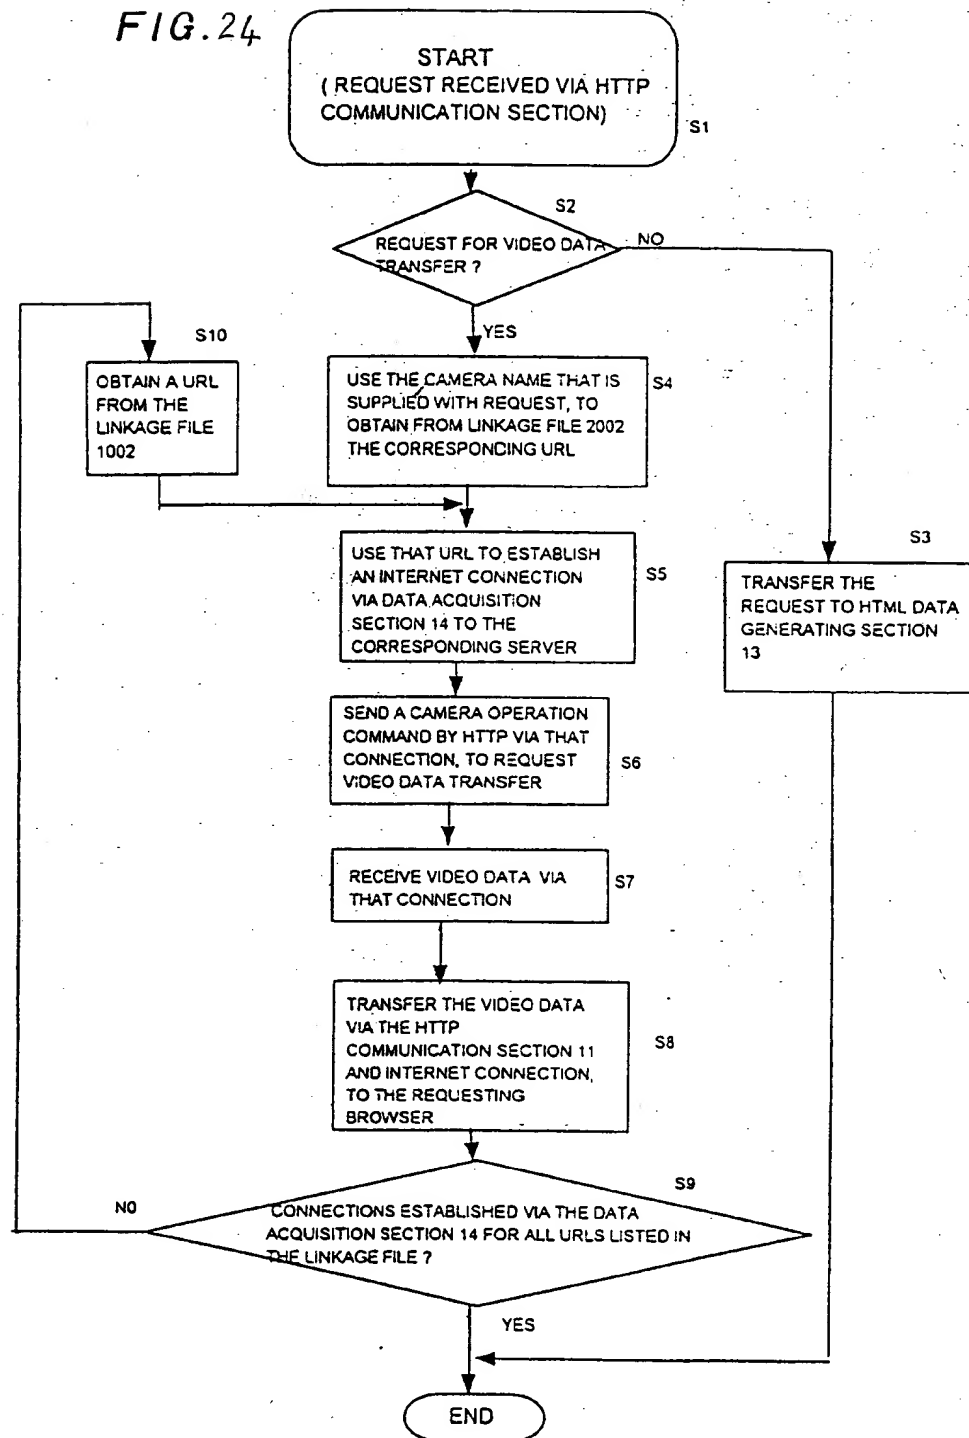 FIG.24
START
( REQUEST RECEIVED VIA HTTP
COMMUNICATION SECTION)
S1
S2
REQUEST FOR VIDEO DATA
TRANSFER ?
NO
YES
S10
OBTAIN A URL
FROM THE
LINKAGE FILE
1002
USE THE CAMERA NAME THAT IS
SUPPLIED WITH REQUEST, TO
OBTAIN FROM LINKAGE FILE 2002
THE CORRESPONDING URL
S4
USE THAT URL TO ESTABLISH
AN INTERNET CONNECTION
VIA DATA ACQUISITION
SECTION 14 TO THE
CORRESPONDING SERVER
S5
S3
TRANSFER THE
REQUEST TO HTML DATA
GENERATING SECTION
13
SEND A CAMERA OPERATION
COMMAND BY HTTP VIA THAT
CONNECTION, TO REQUEST
VIDEO DATA TRANSFER
S6
RECEIVE VIDEO DATA VIA
THAT CONNECTION
S7
TRANSFER THE VIDEO DATA
VIA THE HTTP
COMMUNICATION SECTION 11
AND INTERNET CONNECTION,
TO THE REQUESTING
BROWSER
S8
S9
NO
CONNECTIONS ESTABLISHED VIA THE DATA
ACQUISITION SECTION 14 FOR ALL URLS LISTED IN
THE LINKAGE FILE ?
YES
END